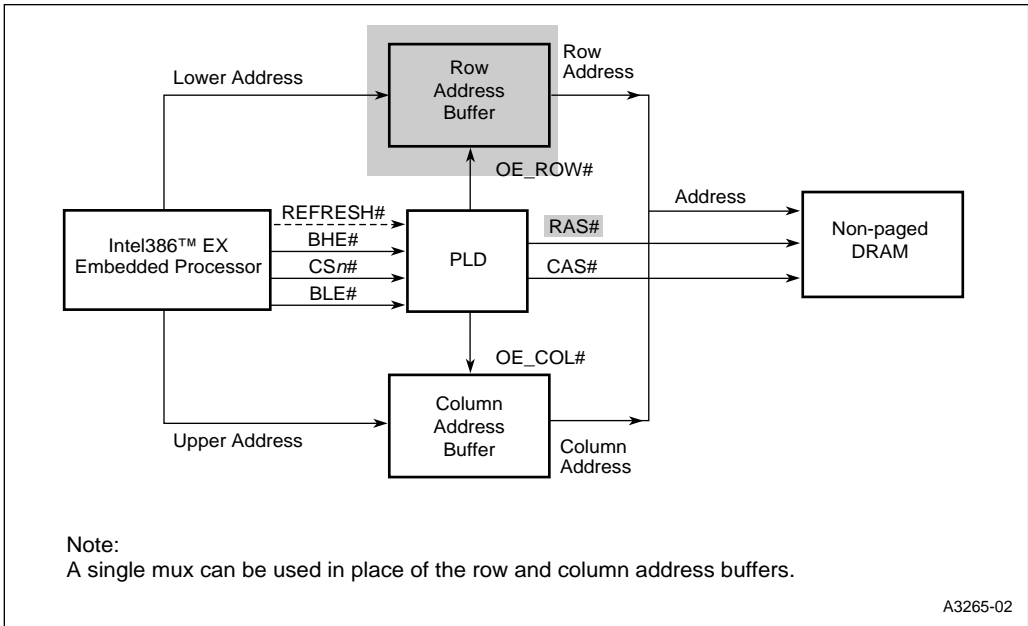 Row
Address
Lower Address
Row
Address
Buffer
OE_ROW#
Address
REFRESH#
BHE#
CSn#
BLE#
Intel386™ EX
Embedded Processor
PLD
RAS#
CAS#
Non-paged
DRAM
OE_COL#
Column
Address
Buffer
Upper Address
Column
Address
Note:
A single mux can be used in place of the row and column address buffers.
A3265-02